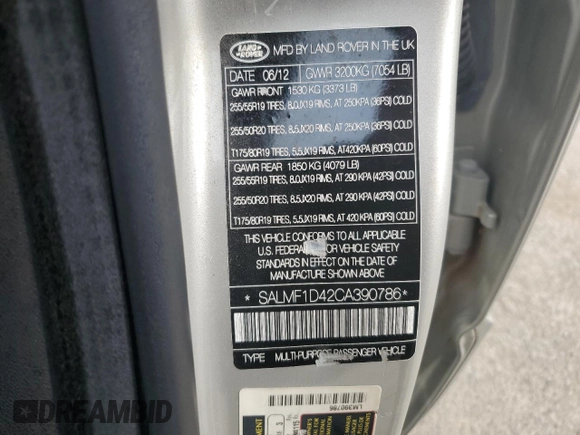 LAND ROVER
MFD BY LAND ROVER IN THE UK
DATE 06/12 GVWR 3200KG (7054 LB)
GAWR FRONT 1530 KG (3373 LB)
255/55R19 TIRES, 8.0JX19 RIMS, AT 250KPA (36PSI) COLD
255/50R20 TIRES, 8.5JX20 RIMS, AT 250KPA (36PSI) COLD
T175/80R19 TIRES, 5.5JX19 RIMS, AT420KPA (60PSI) COLD
GAWR REAR 1850 KG (4079 LB)
255/55R19 TIRES, 8.0JX19 RIMS, AT 290 KPA (42PSI) COLD
255/50R20 TIRES, 8.5JX20 RIMS, AT 290 KPA (42PSI) COLD
T175/80R19 TIRES, 5.5JX19 RIMS, AT 420 KPA (60PSI) COLD
THIS VEHICLE CONFORMS TO ALL APPLICABLE
U.S. FEDERAL MOTOR VEHICLE SAFETY
STANDARDS IN EFFECT ON THE DATE OF
MANUFACTURE SHOWN ABOVE.
* SALMF1D42CA390786*
TYPE MULTI-PURPOSE PASSENGER VEHICLE
LM390786
autobidcar